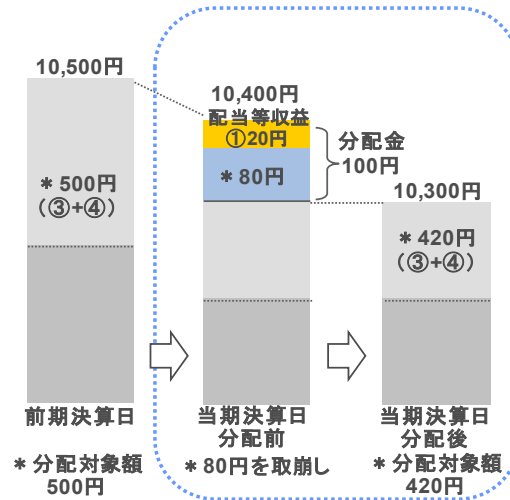 10,500円
*500円
(③+④)
前期決算日
*分配対象額
500円
10,400円
配当等収益
①20円
*80円
分配金
100円
当期決算日
分配前
*80円を取崩し
10,300円
*420円
(③+④)
当期決算日
分配後
*分配対象額
420円